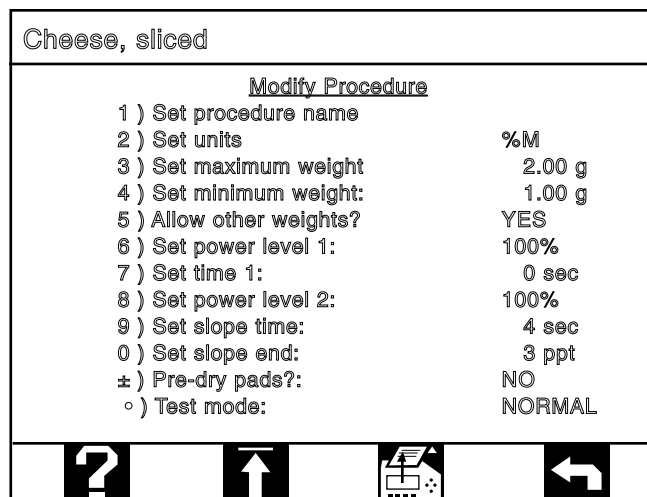 Cheese, sliced
Modify Procedure
1 ) Set procedure name
2 ) Set units %M
3 ) Set maximum weight 2.00 g
4 ) Set minimum weight: 1.00 g
5 ) Allow other weights? YES
6 ) Set power level 1: 100%
7 ) Set time 1: 0 sec
8 ) Set power level 2: 100%
9 ) Set slope time: 4 sec
0 ) Set slope end: 3 ppt
± ) Pre-dry pads?: NO
° ) Test mode: NORMAL
?